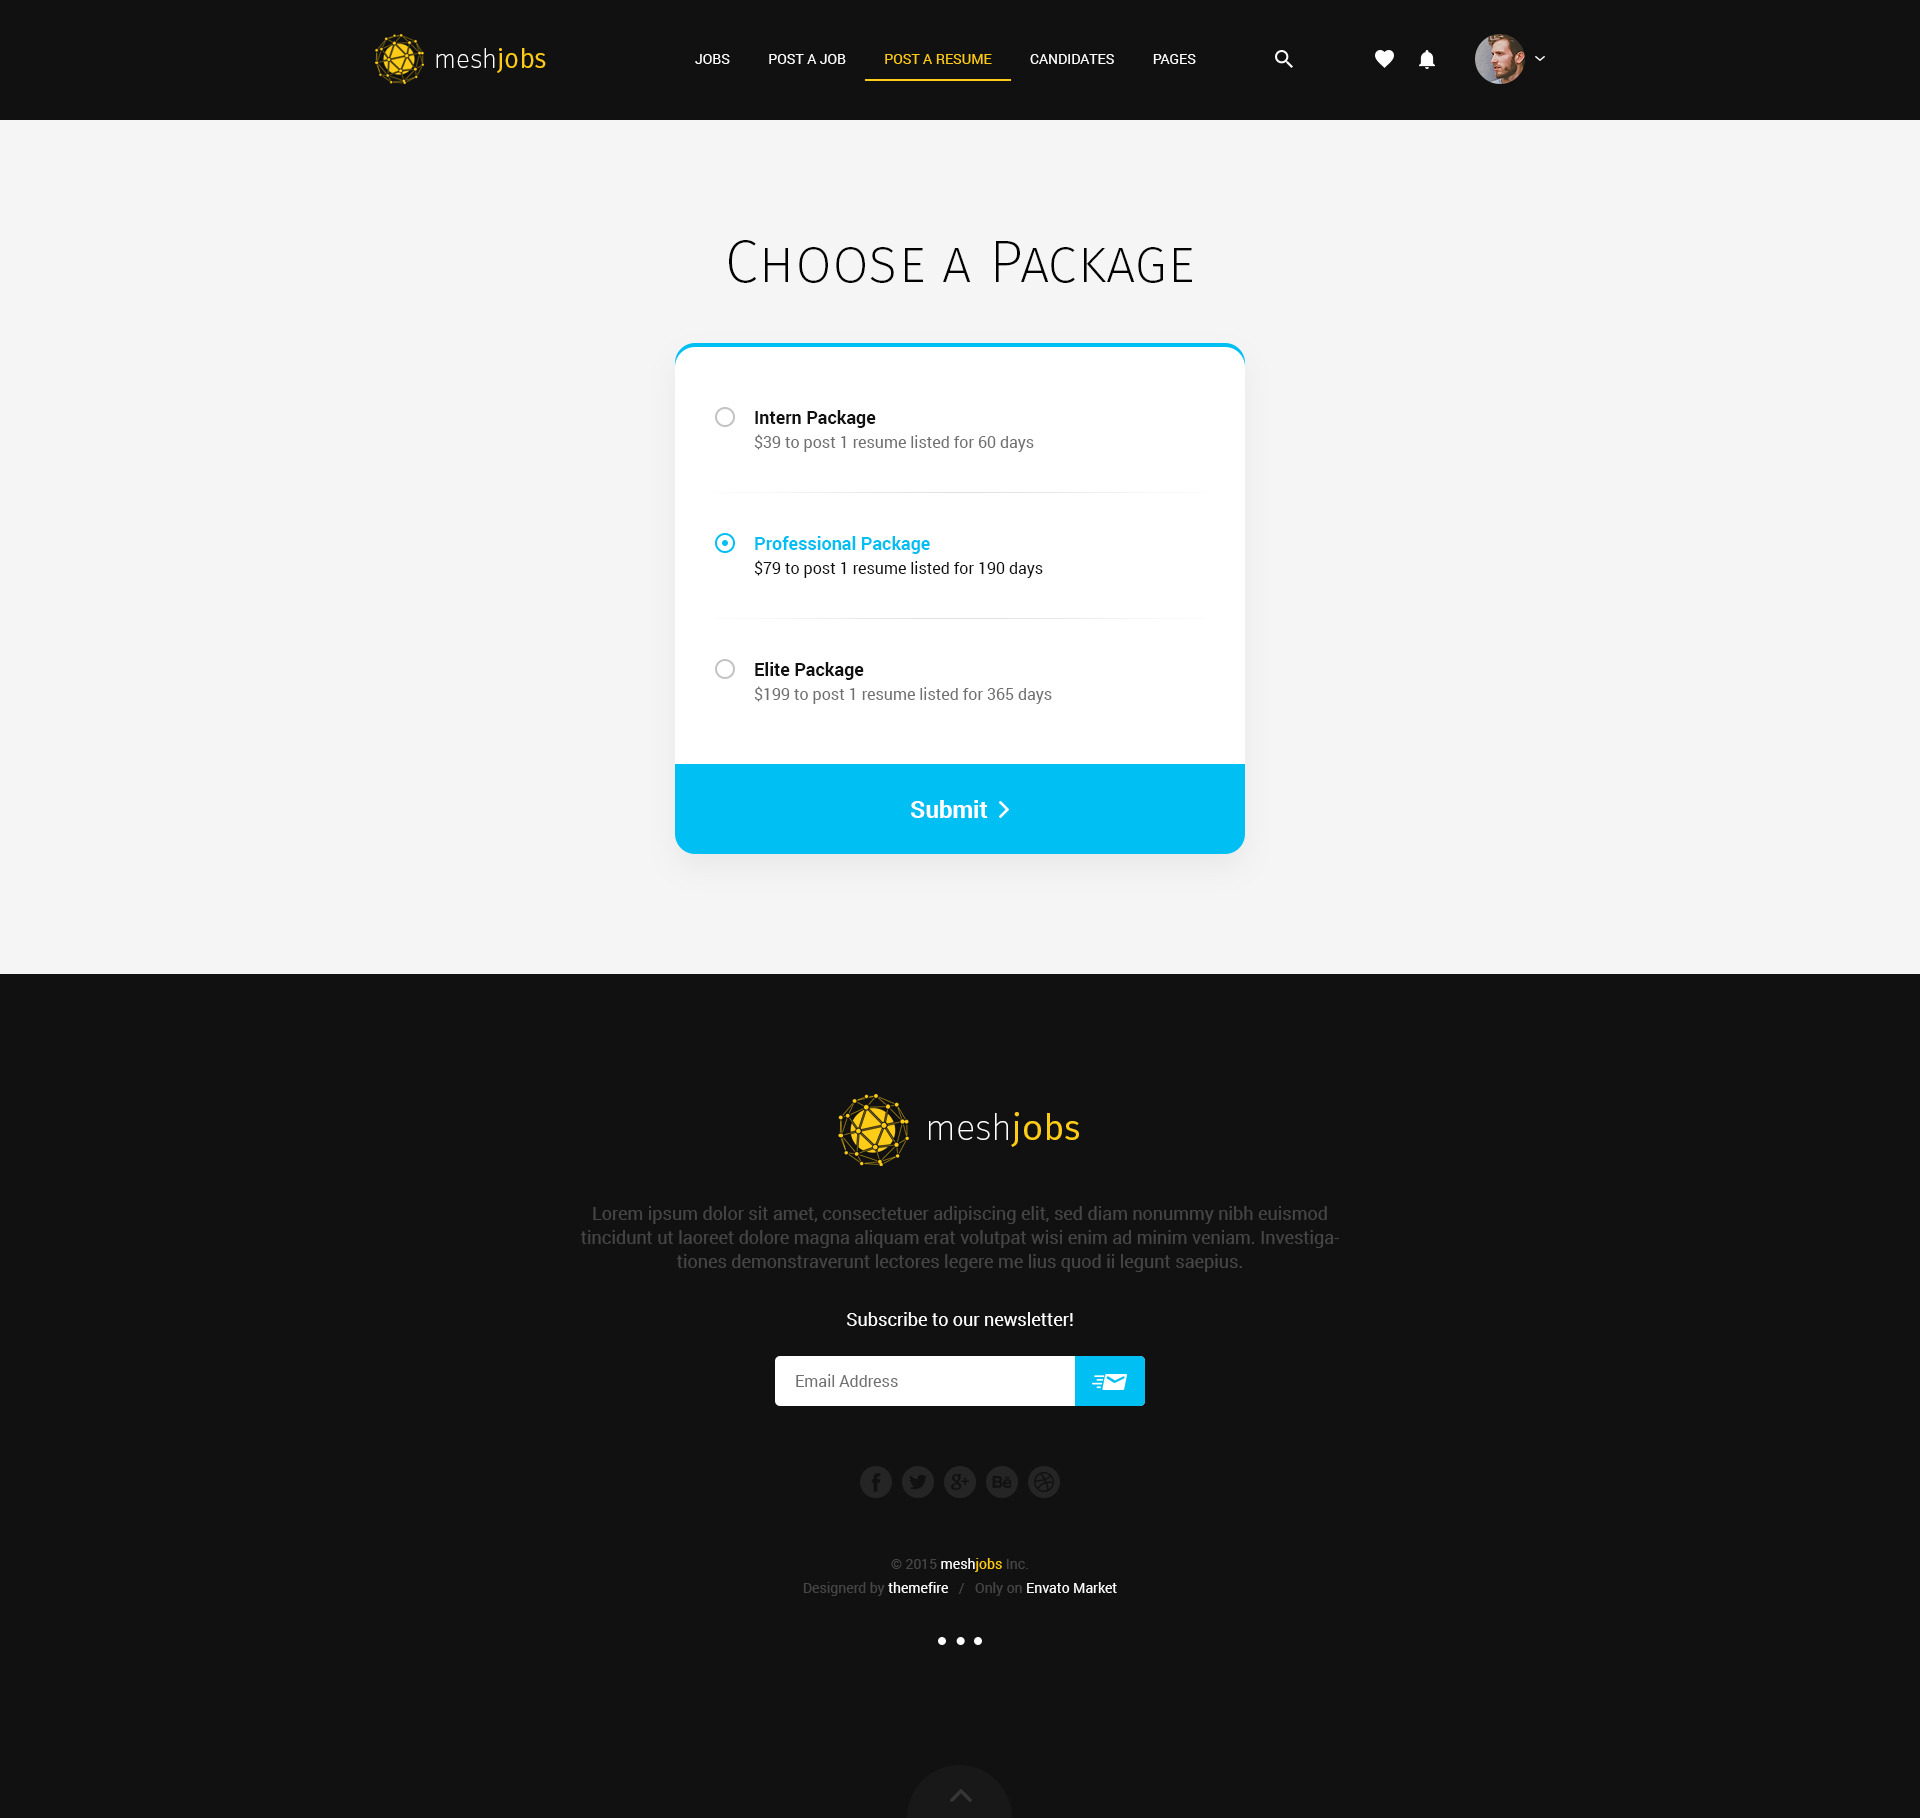 meshjobs
JOBS
POST A JOB
POST A RESUME
CANDIDATES
PAGES
CHOOSE A PACKAGE
Intern Package
$39 to post 1 resume listed for 60 days
Professional Package
$79 to post 1 resume listed for 190 days
Elite Package
$199 to post 1 resume listed for 365 days
Submit
meshjobs
Lorem ipsum dolor sit amet, consectetuer adipiscing elit, sed diam nonummy nibh euismod
tincidunt ut laoreet dolore magna aliquam erat volutpat wisi enim ad minim veniam. Investiga-
tiones demonstraverunt lectores legere me lius quod ii legunt saepius.
Subscribe to our newsletter!
Email Address
© 2015 meshjobs Inc.
Designerd by themefire / Only on Envato Market